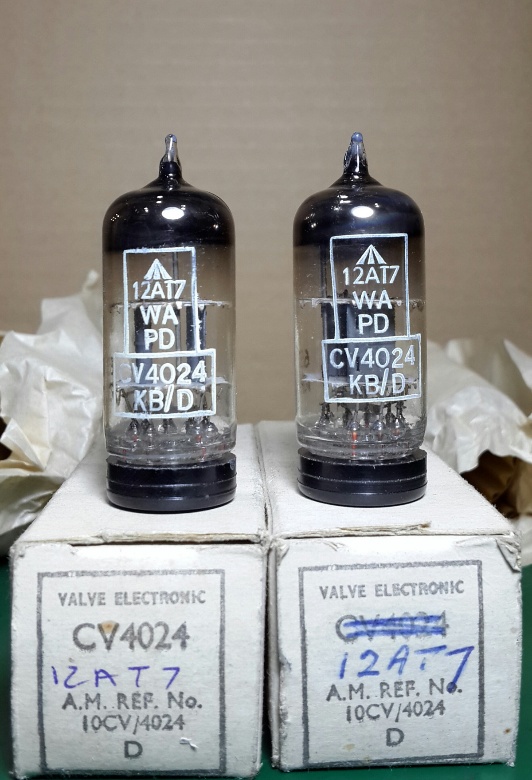 12AT7
WA
PD
CV4024
KB/D
12AT7
WA
PD
CV4024
KB/D
VALVE ELECTRONIC
CV4024
12AT7
A.M. REF. No.
10CV/4024
D
VALVE ELECTRONIC
CV4024
12AT7
A.M. REF. No.
10CV/4024
D